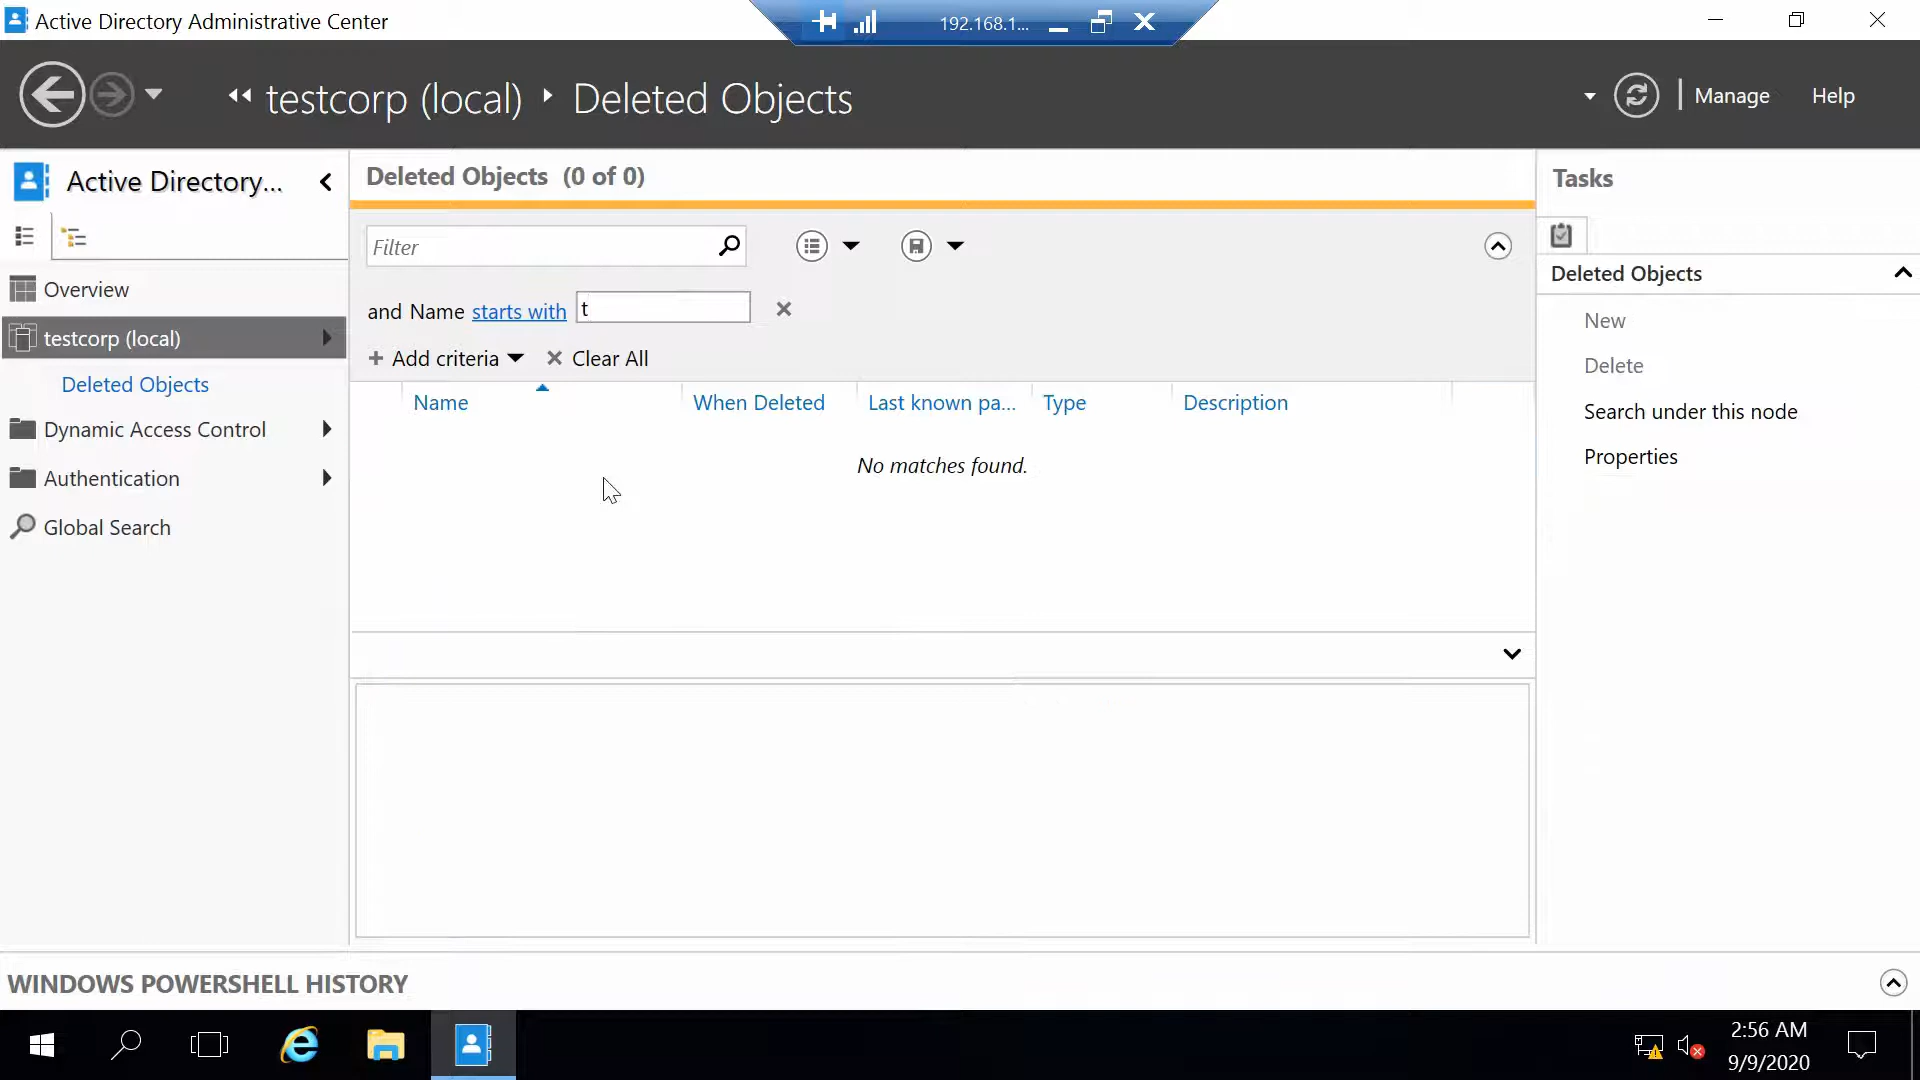 Active Directory Administrative Center
192.168.1...
testcorp (local) Deleted Objects
Manage
Help
Active Directory...
Overview
testcorp (local)
Deleted Objects
Dynamic Access Control
Authentication
Global Search
Deleted Objects (0 of 0)
Filter
and Name starts with t
Add criteria
Clear All
Name
When Deleted
Last known pa...
Type
Description
No matches found.
Tasks
Deleted Objects
New
Delete
Search under this node
Properties
WINDOWS POWERSHELL HISTORY
2:56 AM
9/9/2020